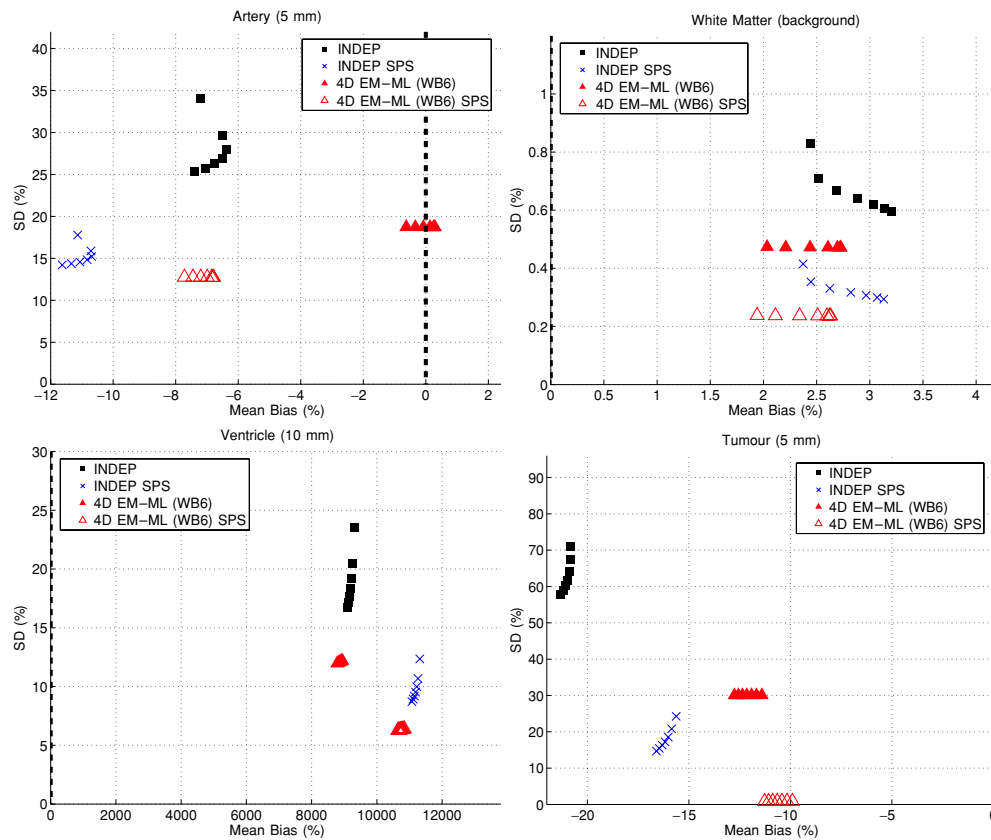 Artery (5 mm)
INDEP
INDEP SPS
4D EM−ML (WB6)
4D EM−ML (WB6) SPS
40
35
30
25
20
15
10
5
0
SD (%)
−12 −10 −8 −6 −4 −2 0 2
Mean Bias (%)
White Matter (background)
INDEP
INDEP SPS
4D EM−ML (WB6)
4D EM−ML (WB6) SPS
1
0.8
0.6
0.4
0.2
0
SD (%)
0 0.5 1 1.5 2 2.5 3 3.5 4
Mean Bias (%)
Ventricle (10 mm)
INDEP
INDEP SPS
4D EM−ML (WB6)
4D EM−ML (WB6) SPS
30
25
20
15
10
5
0
SD (%)
0 2000 4000 6000 8000 10000 12000
Mean Bias (%)
Tumour (5 mm)
INDEP
INDEP SPS
4D EM−ML (WB6)
4D EM−ML (WB6) SPS
90
80
70
60
50
40
30
20
10
0
SD (%)
−20 −15 −10 −5 0
Mean Bias (%)